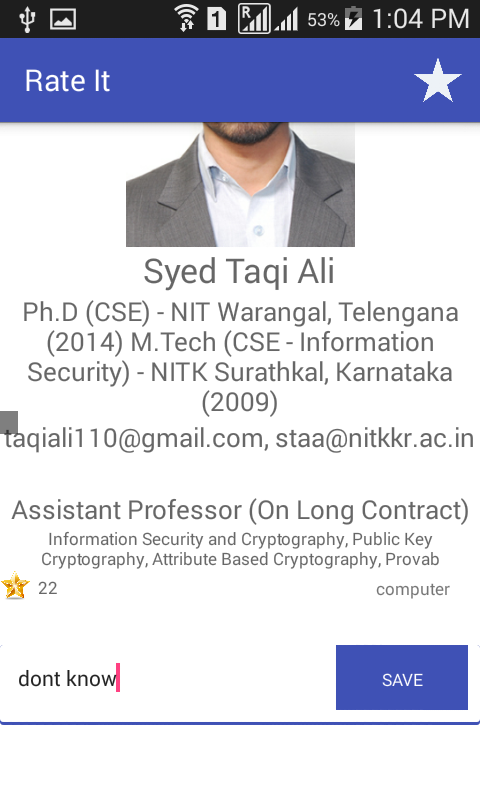 R
1
53%
1:04 PM
Rate It
Syed Taqi Ali
Ph.D (CSE) - NIT Warangal, Telengana
(2014) M.Tech (CSE - Information
Security) - NITK Surathkal, Karnataka
(2009)
taqiali110@gmail.com, staa@nitkkr.ac.in
Assistant Professor (On Long Contract)
Information Security and Cryptography, Public Key
Cryptography, Attribute Based Cryptography, Provab
22
computer
dont know
SAVE